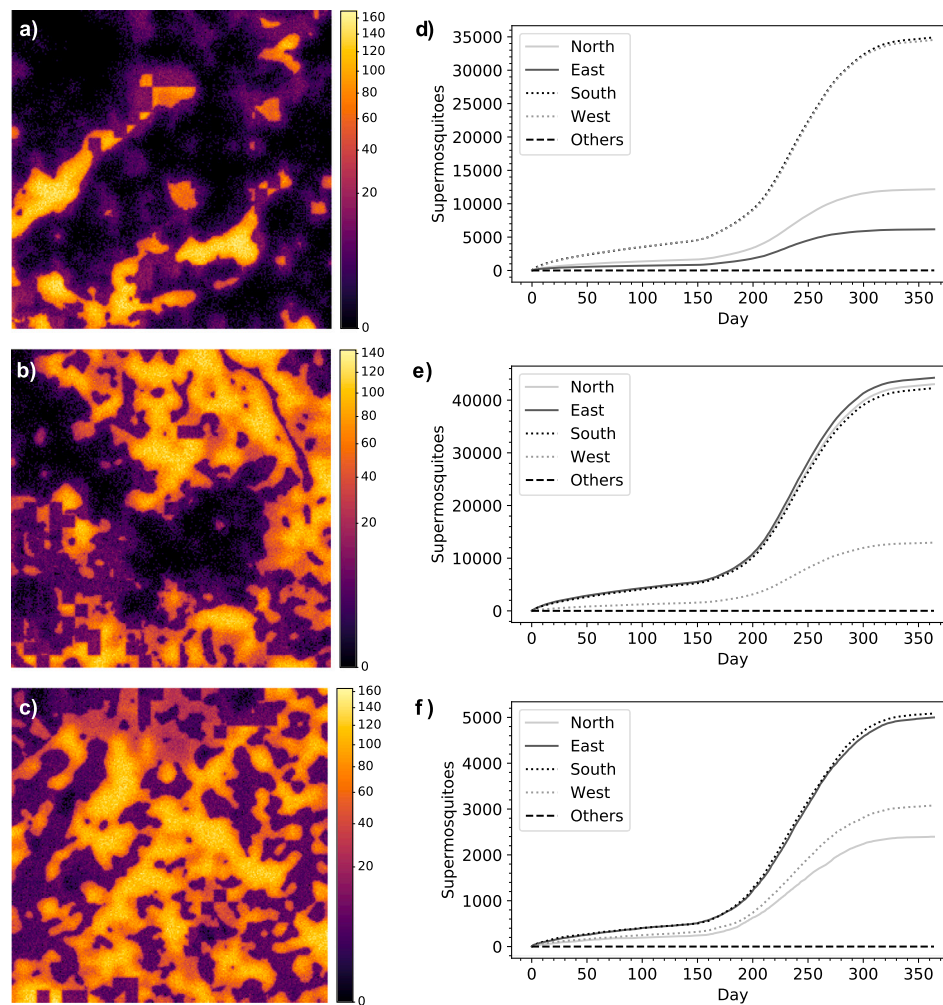 a)
160
140
120
100
80
60
40
20
0
d)
35000
30000
25000
20000
15000
10000
5000
0
Supermosquitoes
North
East
South
West
Others
0 50 100 150 200 250 300 350
Day
b)
140
120
100
80
60
40
20
0
e)
40000
30000
20000
10000
0
Supermosquitoes
North
East
South
West
Others
0 50 100 150 200 250 300 350
Day
c)
160
140
120
100
80
60
40
20
0
f)
5000
4000
3000
2000
1000
0
Supermosquitoes
North
East
South
West
Others
0 50 100 150 200 250 300 350
Day